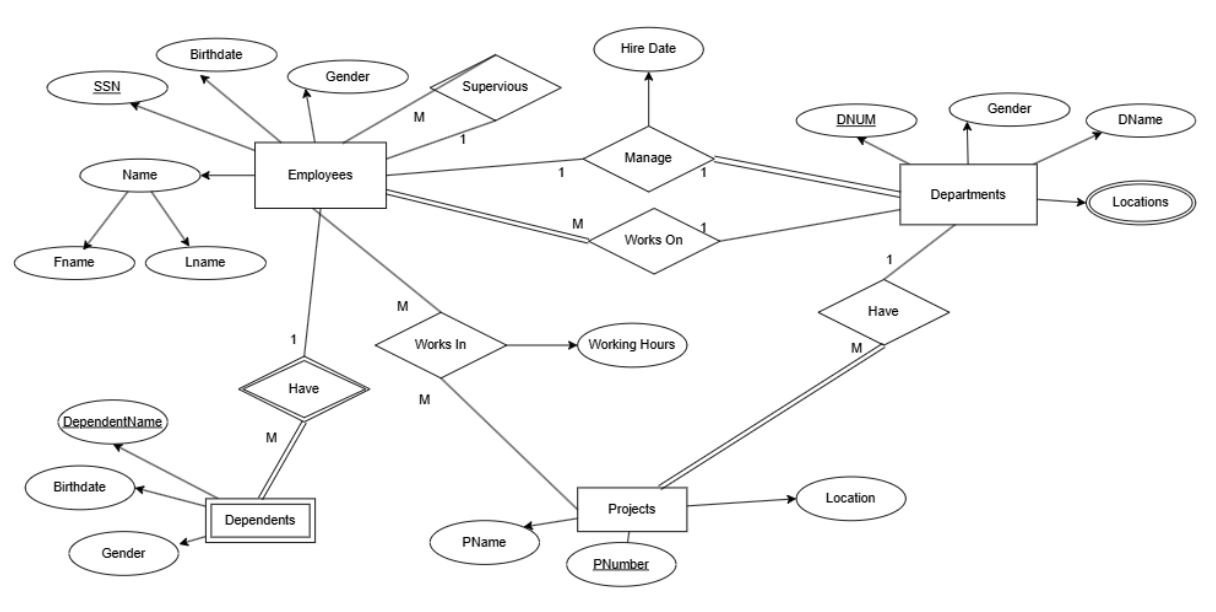 Hire Date
Birthdate
Gender
SSN
Supervious
M
1
DNUM
Gender
DName
Name
Employees
Manage
1
1
Departments
Locations
M
Works On
1
Fname
Lname
1
Have
M
M
Works In
Working Hours
M
1
Have
M
DependentName
Birthdate
Gender
Dependents
Projects
Location
PName
PNumber